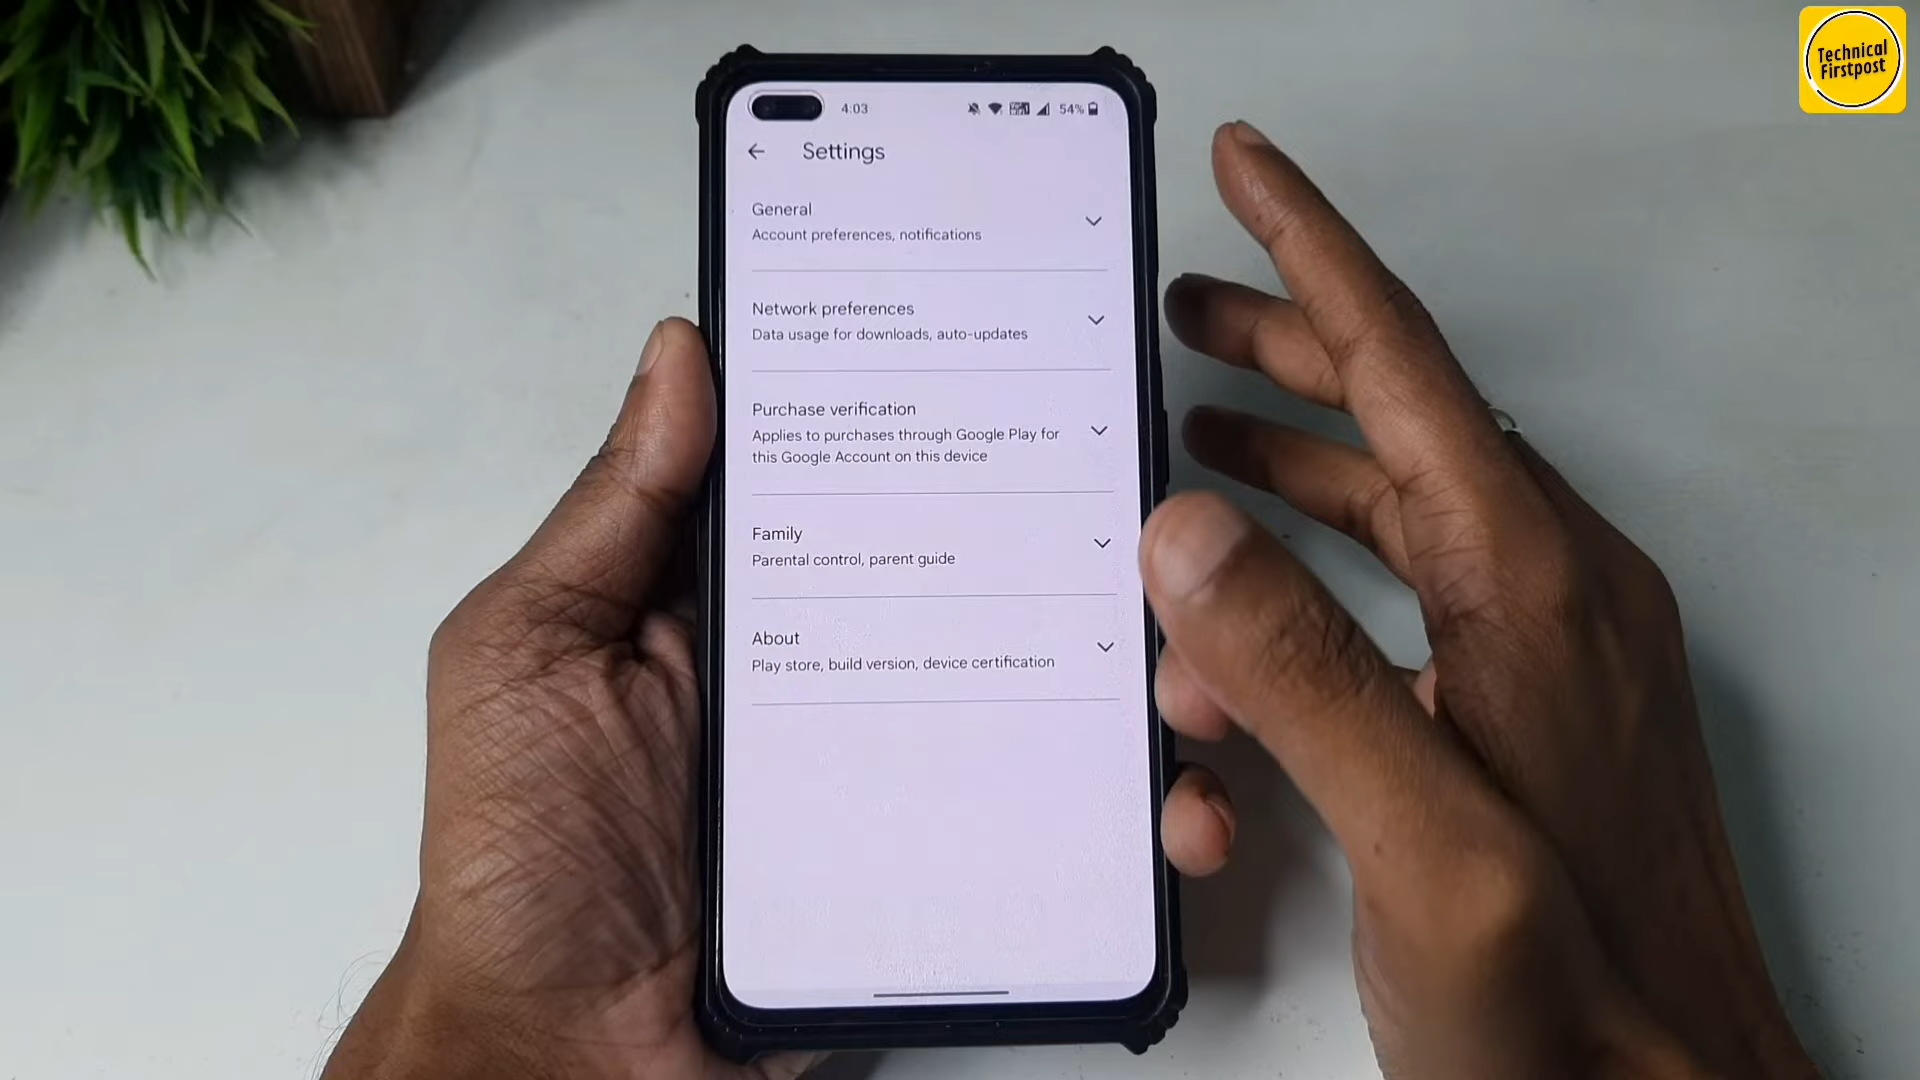 Technical
Firstpost
4:03
54%
Settings
General
Account preferences, notifications
Network preferences
Data usage for downloads, auto-updates
Purchase verification
Applies to purchases through Google Play for
this Google Account on this device
Family
Parental control, parent guide
About
Play store, build version, device certification